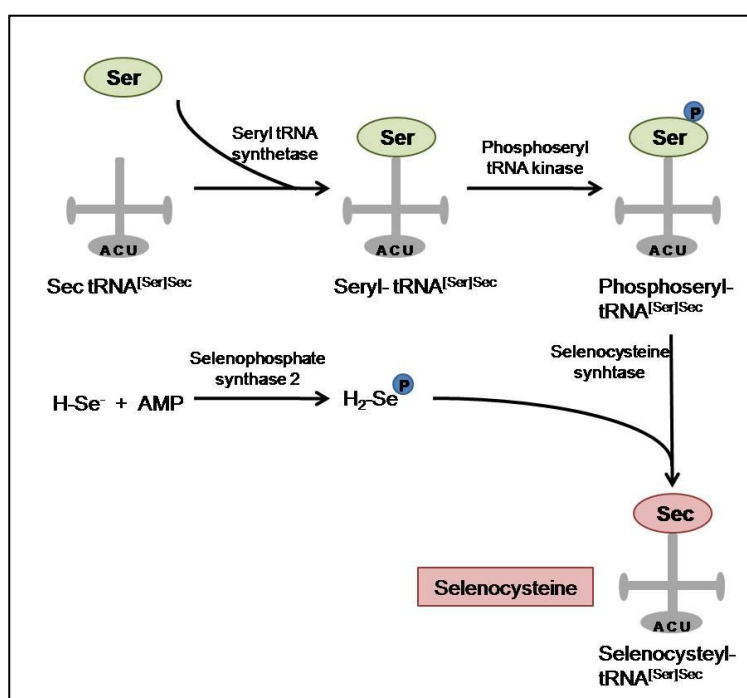 Ser
Seryl tRNA
synthetase
Ser
Phosphoseryl
tRNA kinase
P
Ser
ACU
Sec tRNA[Ser]Sec
ACU
Seryl- tRNA[Ser]Sec
ACU
Phosphoseryl-
tRNA[Ser]Sec
Selenophosphate
synthase 2
H-Se- + AMP
H2-Se P
Selenocysteine
synhtase
Sec
Selenocysteine
ACU
Selenocysteyl-
tRNA[Ser]Sec